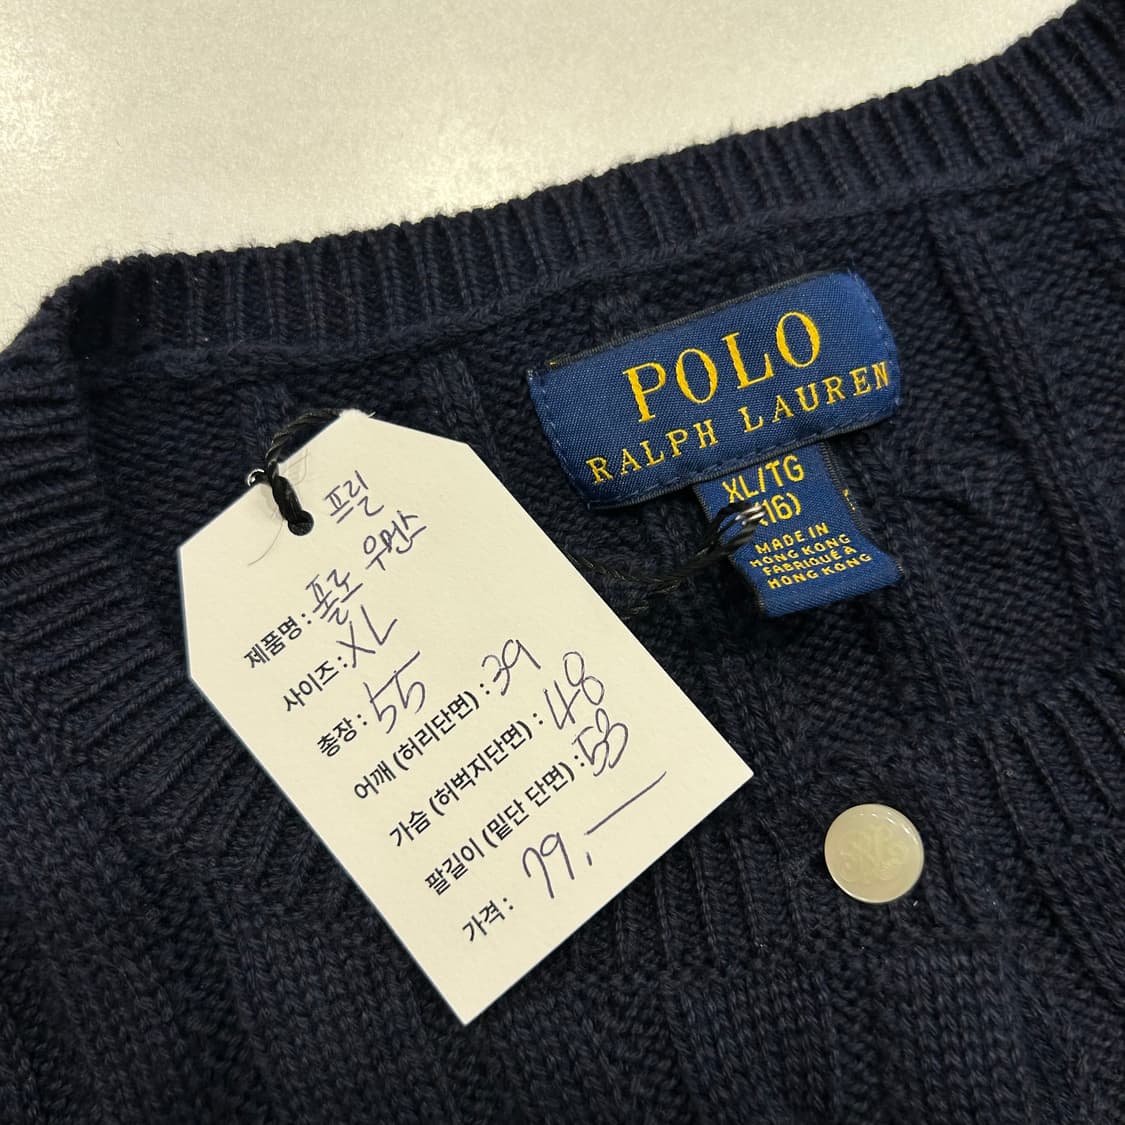 프릴
제품명 : 폴로 우먼스
사이즈 : XL
총장 : 55
어깨 (허리단면) : 39
가슴 (허벅지단면) : 48
팔길이 (밑단 단면) : 53
가격 : 79,—
POLO
RALPH LAUREN
XL/TG
(16)
MADE IN
HONG KONG
FABRIQUÉ A
HONG KONG